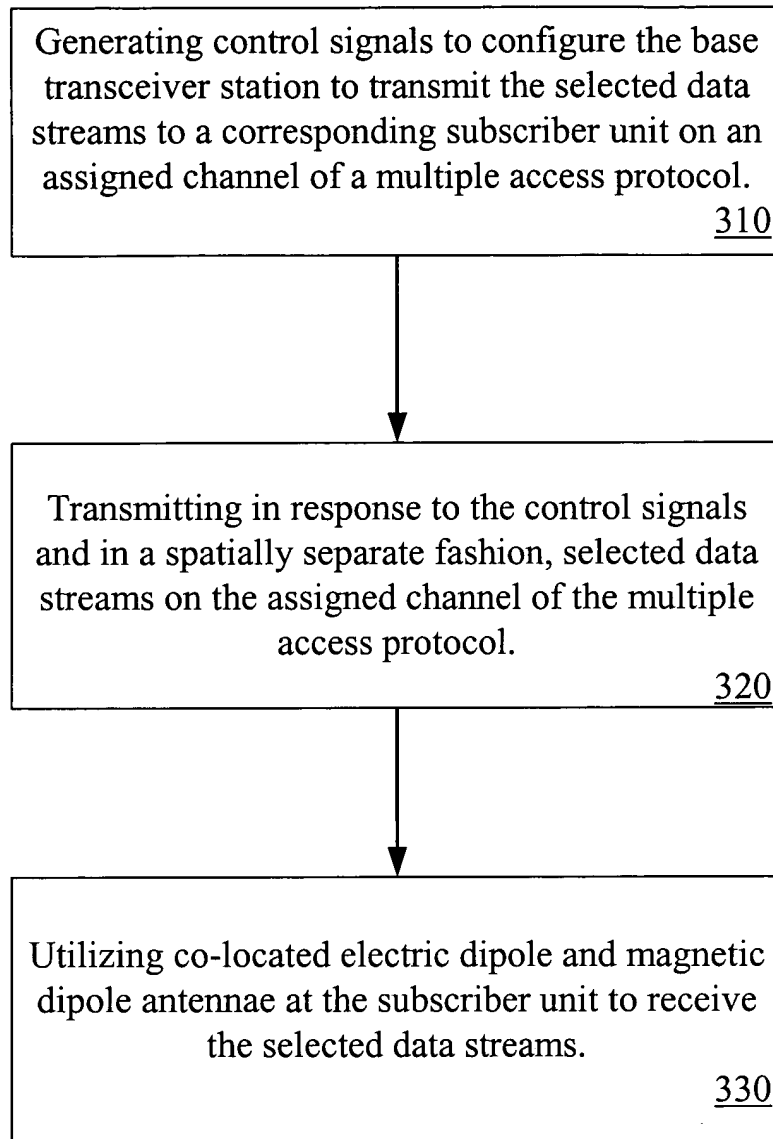 Generating control signals to configure the base
transceiver station to transmit the selected data
streams to a corresponding subscriber unit on an
assigned channel of a multiple access protocol.
310
Transmitting in response to the control signals
and in a spatially separate fashion, selected data
streams on the assigned channel of the multiple
access protocol.
320
Utilizing co-located electric dipole and magnetic
dipole antennae at the subscriber unit to receive
the selected data streams.
330